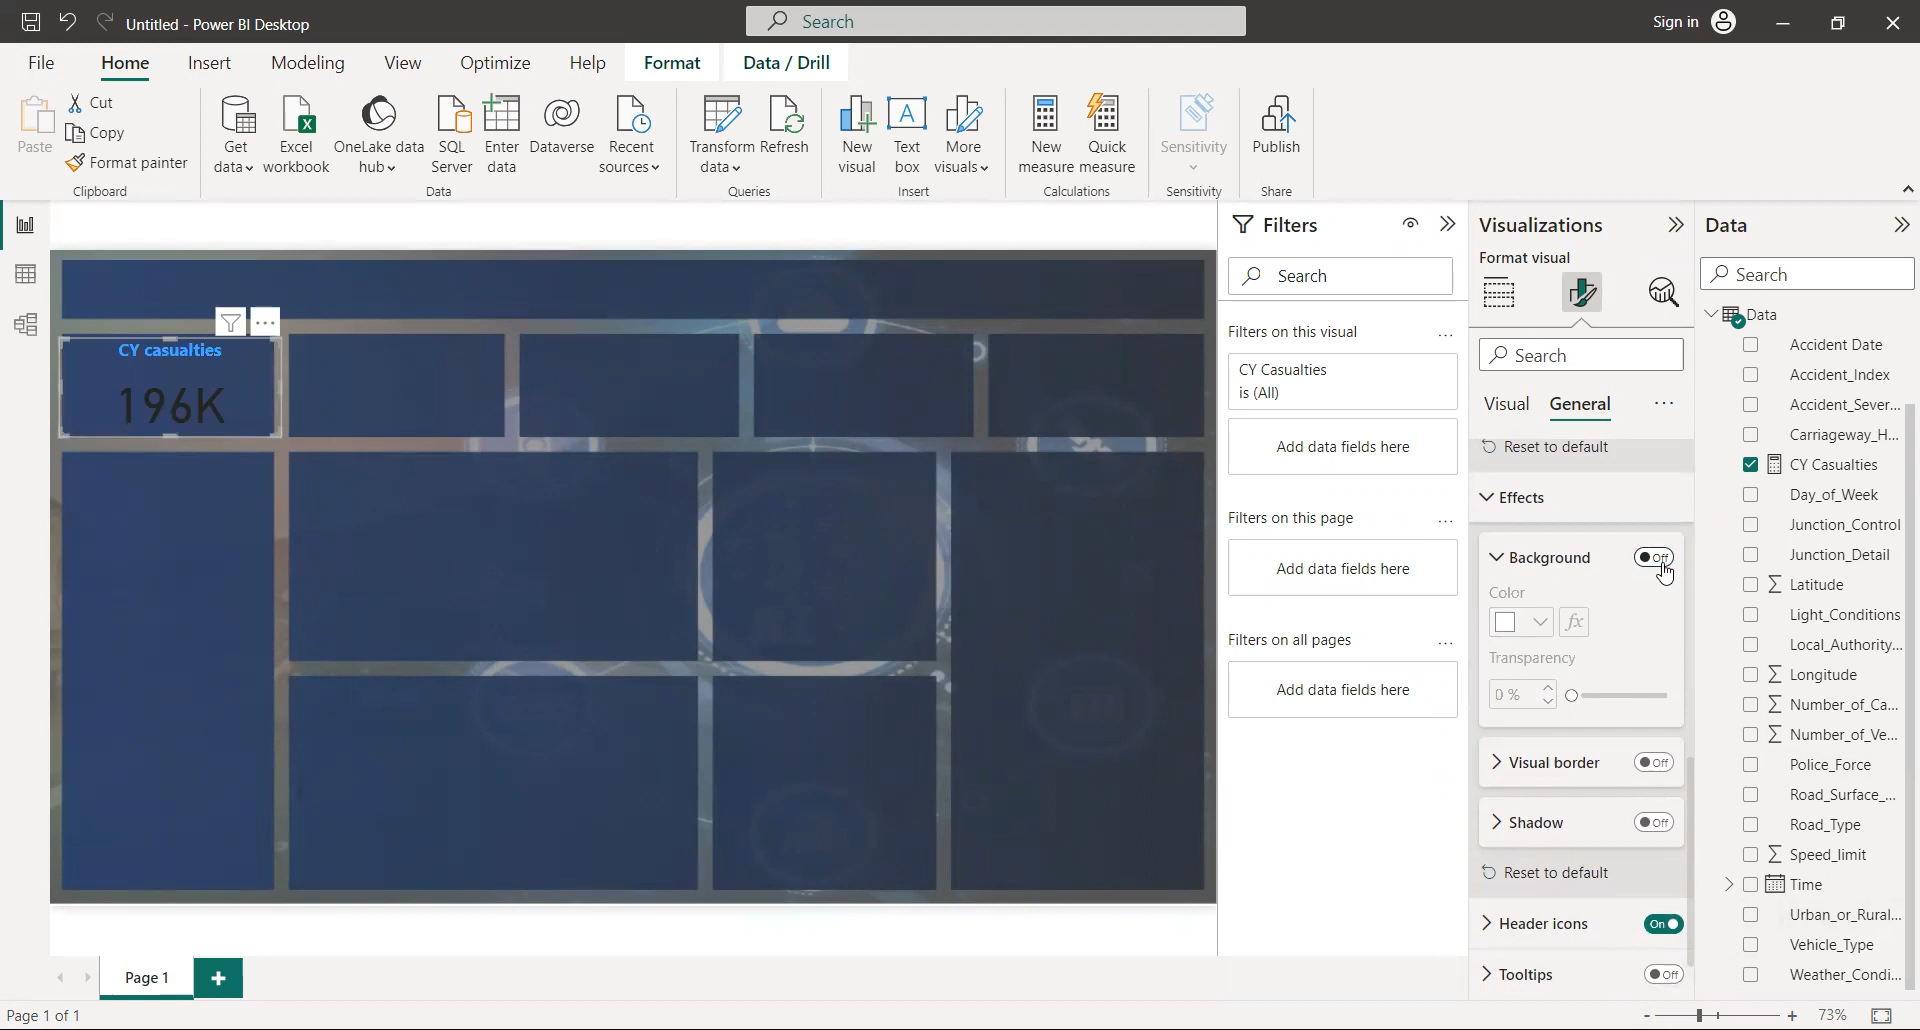 Untitled - Power BI Desktop
Search
Sign in
File
Home
Insert
Modeling
View
Optimize
Help
Format
Data / Drill
Paste
Cut
Copy
Format painter
Clipboard
Get data
Excel workbook
OneLake data hub
SQL Server
Enter data
Dataverse
Recent sources
Data
Transform data
Refresh
Queries
New visual
Text box
More visuals
Insert
New measure
Quick measure
Calculations
Sensitivity
Sensitivity
Publish
Share
CY casualties
196K
Filters
Search
Filters on this visual
...
CY Casualties
is (All)
Add data fields here
Filters on this page
...
Add data fields here
Filters on all pages
...
Add data fields here
Visualizations
Format visual
Search
Visual
General
...
Reset to default
Effects
Background
Off
Color
fx
Transparency
0 %
Visual border
Off
Shadow
Off
Reset to default
Header icons
On
Tooltips
Off
Data
Search
Data
Accident Date
Accident_Index
Accident_Sever...
Carriageway_H...
CY Casualties
Day_of_Week
Junction_Control
Junction_Detail
Latitude
Light_Conditions
Local_Authority...
Longitude
Number_of_Ca...
Number_of_Ve...
Police_Force
Road_Surface_...
Road_Type
Speed_limit
Time
Urban_or_Rural...
Vehicle_Type
Weather_Condi...
Page 1
+
Page 1 of 1
- + 73%